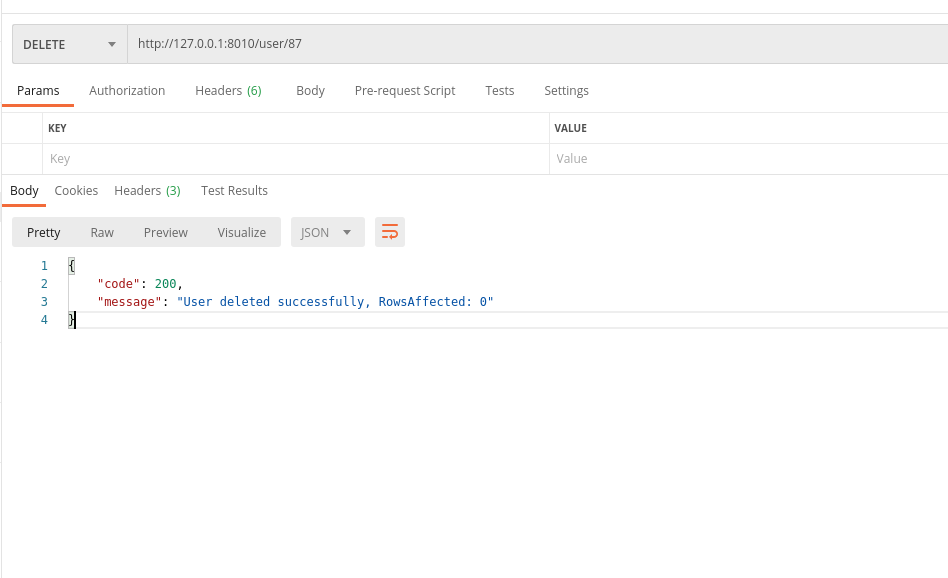 DELETE http://127.0.0.1:8010/user/87
Params Authorization Headers (6) Body Pre-request Script Tests Settings
KEY VALUE
Key Value
Body Cookies Headers (3) Test Results
Pretty Raw Preview Visualize JSON
1 {
2 "code": 200,
3 "message": "User deleted successfully, RowsAffected: 0"
4 }